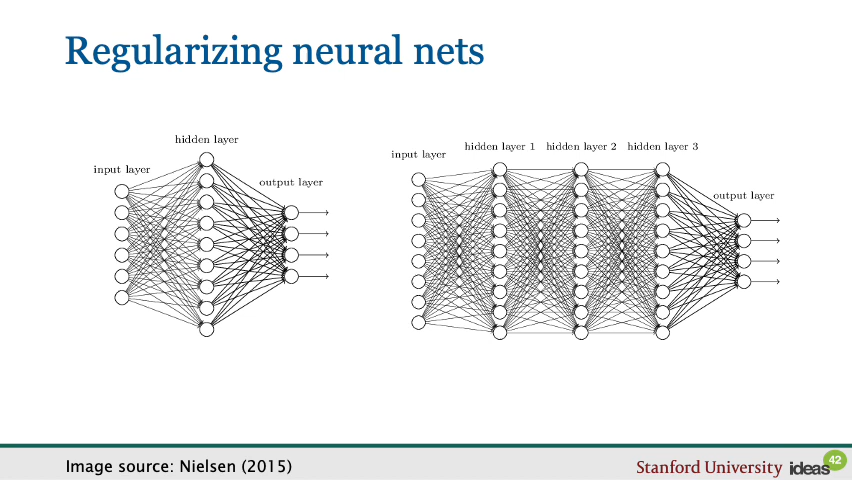 Regularizing neural nets
hidden layer
input layer
output layer
input layer
hidden layer 1 hidden layer 2 hidden layer 3
output layer
Image source: Nielsen (2015)
Stanford University ideas 42